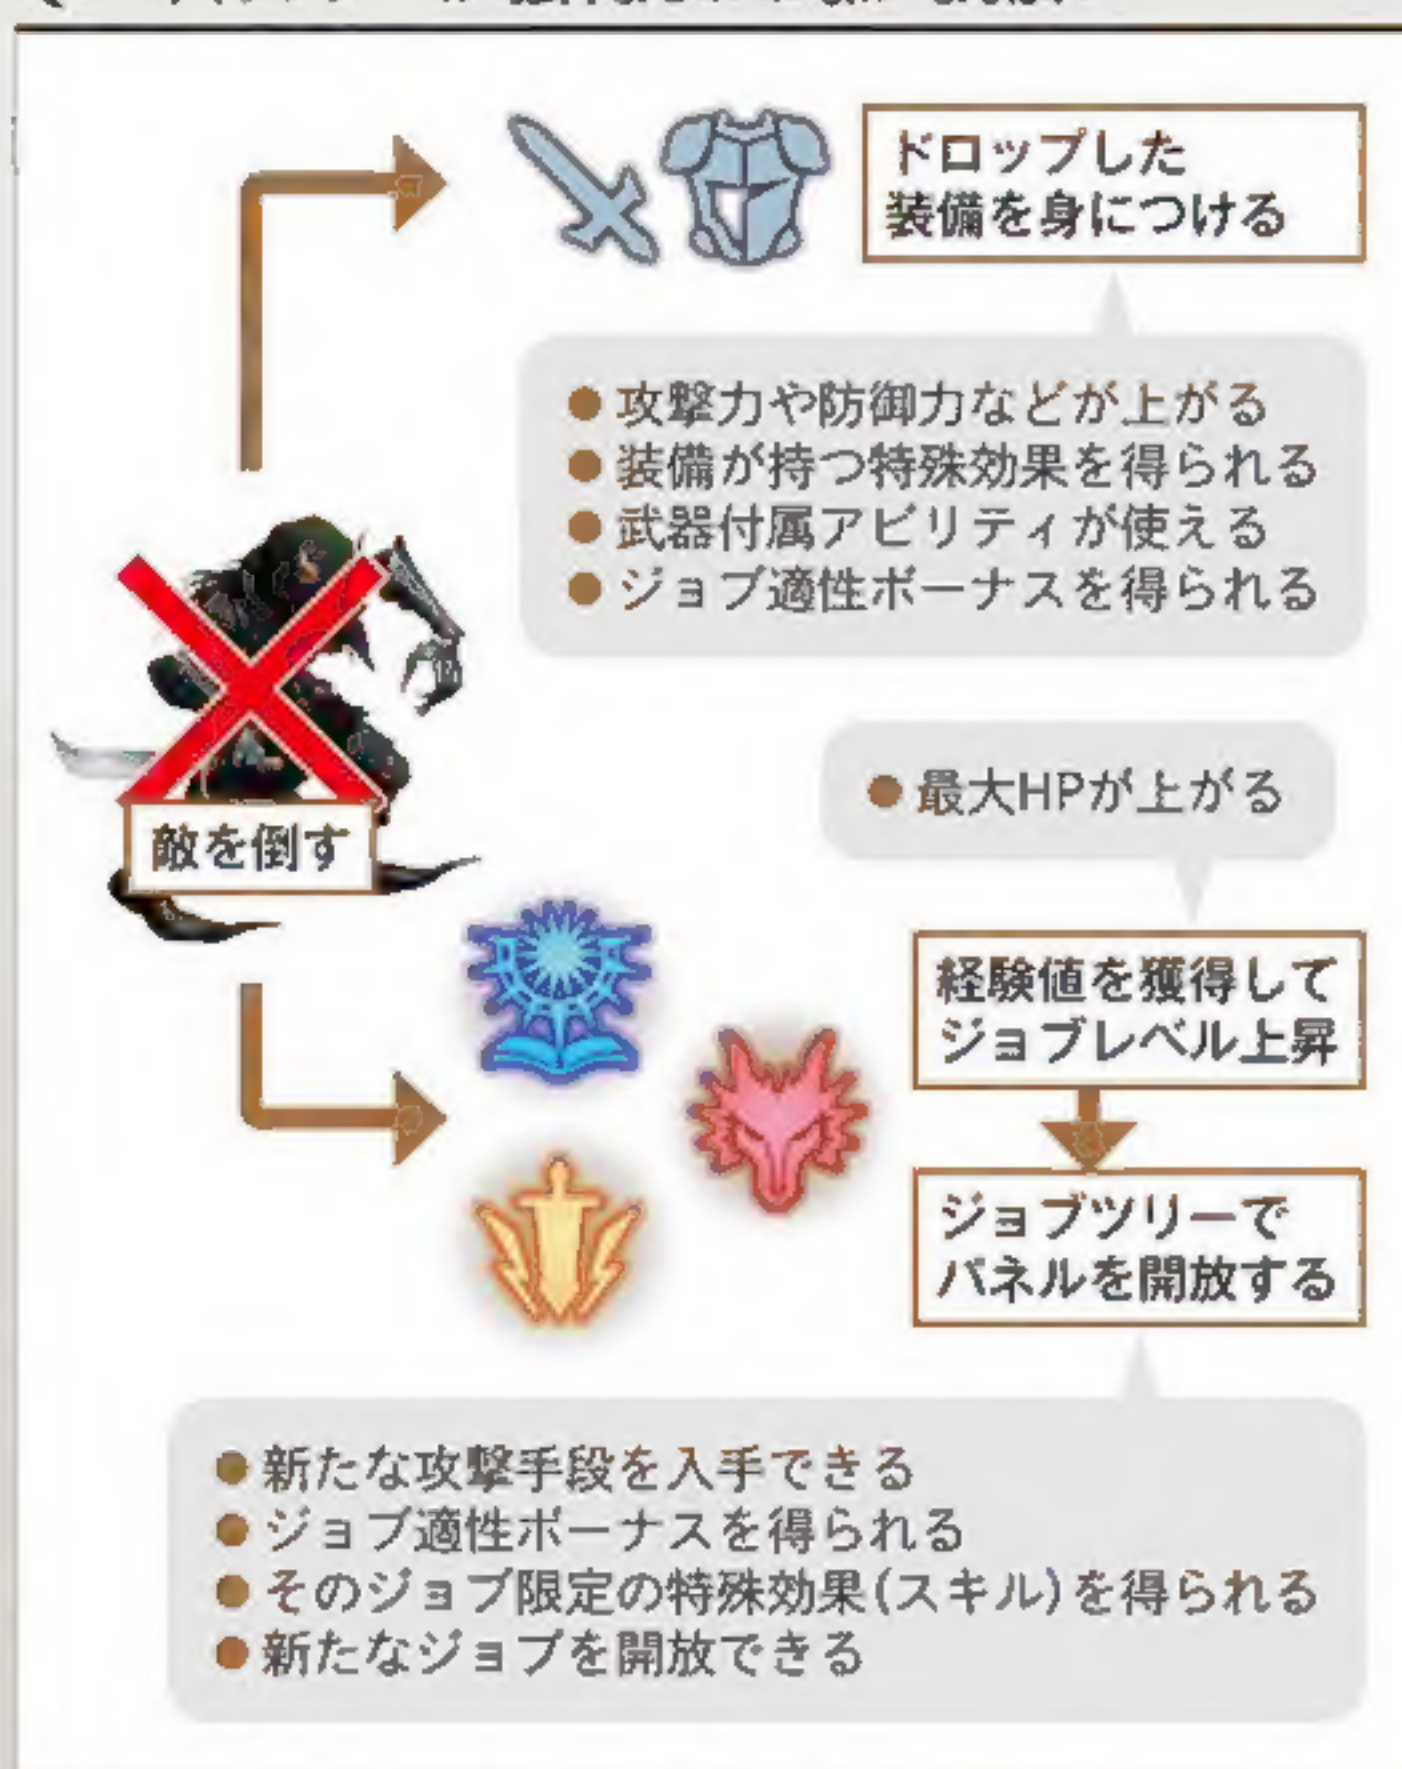 ドロップした
装備を身につける
●攻撃力や防御力などが上がる
●装備が持つ特殊効果を得られる
●武器付属アビリティが使える
●ジョブ適性ボーナスを得られる
敵を倒す
●最大HPが上がる
経験値を獲得して
ジョブレベル上昇
ジョブツリーで
パネルを開放する
●新たな攻撃手段を入手できる
●ジョブ適性ボーナスを得られる
●そのジョブ限定の特殊効果(スキル)を得られる
●新たなジョブを開放できる